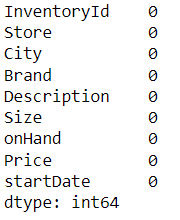 InventoryId    0
Store          0
City           0
Brand          0
Description    0
Size           0
onHand         0
Price          0
startDate      0
dtype: int64